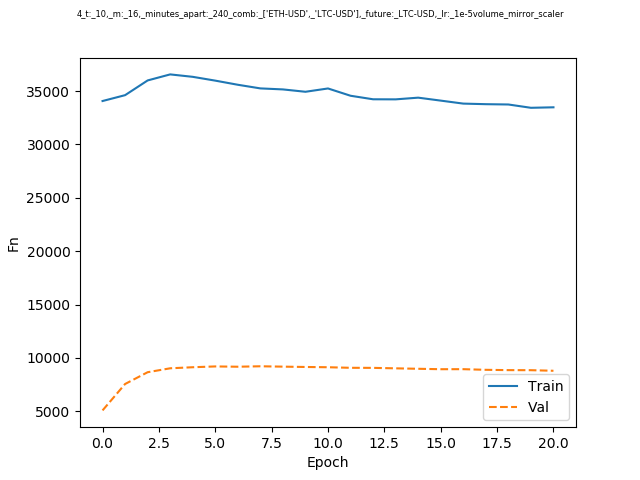 4_t:_10,_m:_16,_minutes_apart:_240_comb:_['ETH-USD',_'LTC-USD'],_future:_LTC-USD,_lr:_1e-5volume_mirror_scaler
35000
30000
25000
20000
15000
10000
5000
Fn
Train
Val
0.0 2.5 5.0 7.5 10.0 12.5 15.0 17.5 20.0
Epoch